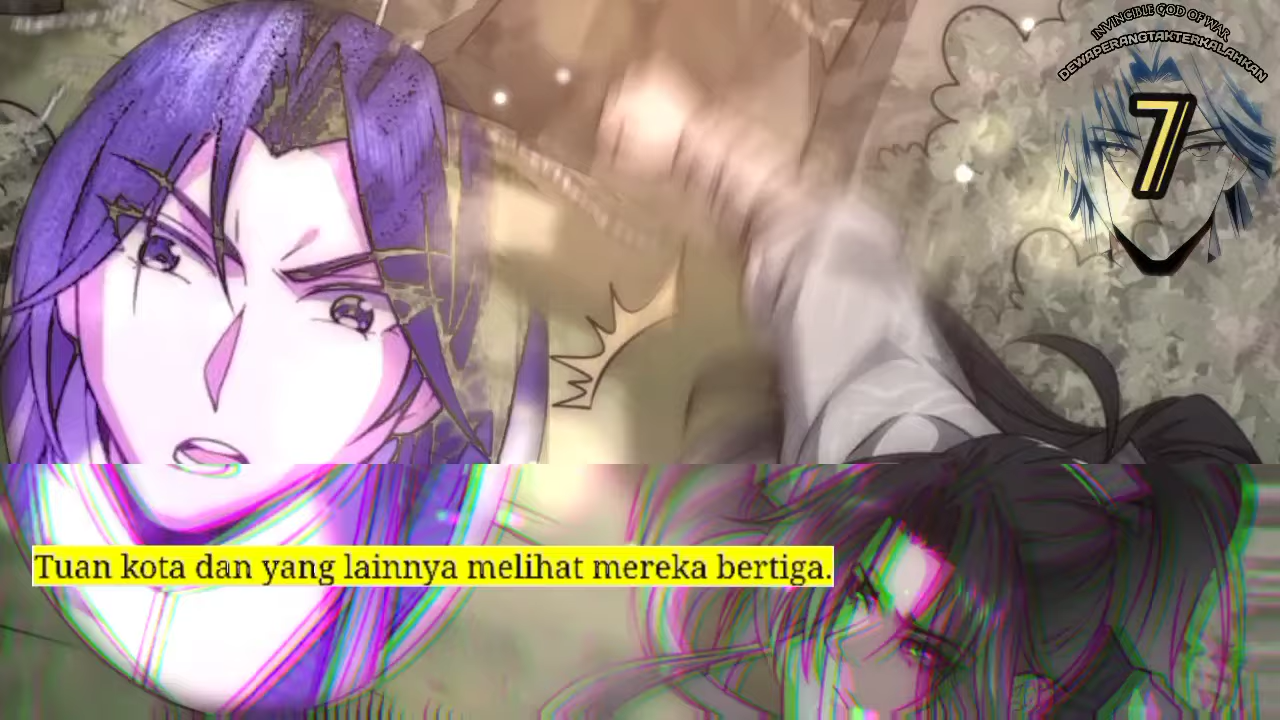 INVINCIBLE GOD OF WAR
DEWAPERANGTAKTERKALAHKAN
7
Tuan kota dan yang lainnya melihat mereka bertiga.